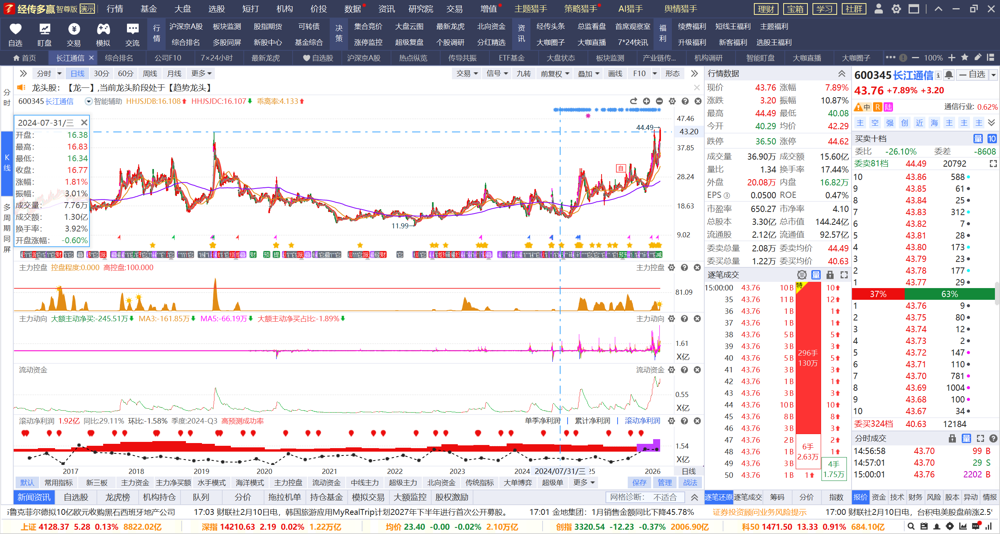 经传多赢 智尊版 演示 行情 基金 大盘 选股 短打 机构 价投 数据 资讯 研究院 交易 增值 主题猎手 策略猎手 AI猎手 舆情猎手 理财 宝箱 学习 社群
自选 盯盘 交易 模拟 交流
行情 沪深京A股 板块监测 股指期货 可转债 决策 集合竞价 大盘云图 最新龙虎 北向资金 资讯 经传头条 总监看盘 首席观察室 福利 续费福利 短线王福利 主题福利
综合排名 多股同屏 新股中心 基金综合 涨停监控 超级复盘 个股调研 分红精选 大咖圈子 大咖直播 7*24快讯 升级福利 新客福利 选股王福利
首页 长江通信 综合排名 公司F10 7×24小时 最新龙虎 自选股 沪深京A股 热点纵览 传导共振 ETF基金 大盘状态 板块监测 产业链传... 机构调研 智能盯盘 大咖直播 大咖圈子 100%
分时
K线
多周期同屏
分时 日线 30分 60分 周线 月线 更多 交易 信号 九转 前复权 叠加 画线 F10 形态
龙头股：【龙一】,当前龙头阶段处于【趋势龙头】
600345 长江通信 智能辅助 HHJSJDB:16.108 HHJSJDC:16.107 乖离率:4.133
2024-07-31/三
开盘: 16.38
最高: 16.83
最低: 16.34
收盘: 16.77
涨幅: 1.81%
振幅: 3.01%
成交量: 7.76万
成交额: 1.30亿
换手率: 3.92%
开盘涨幅: -0.60%
47.46
43.20
37.85
28.24
18.63
9.02
44.49
11.99
自
主力控盘 控盘程度:0.000 高控盘:100.000 主力控盘
81.09
主力动向 大额主动净买:-245.51万 MA3:-161.85万 MA5:-66.19万 大额主动净买占比:-1.89% 主力动向
1.61
X亿
流动资金 流动资金
0.55
X亿
滚动净利润 1.92亿 同比:29.11% 环比:-1.58% 季度:2024-Q3 高预测成功率 单季净利润 累计净利润 滚动净利润
1.54
X亿
2017 2018 2019 2020 2021 2022 2023 2024 2024/07/31/三 25 2026 日线
默认 常用指标 新三板 主力资金 主力净买额 水手模式 海洋模式 主力控盘 流动资金 中线主力 超级主力 北向资金 传统指标 大单博弈 超级单 更多 保存 管理 战法
新闻资讯 自选股 龙虎榜 机构持仓 队列 分价 拖拉机单 持仓基金 模拟交易 大额监控 股权激励 网格诊断: 不适合
行情数据
现价 43.76 涨幅 7.89%
涨跌 3.20 振幅 10.87%
最高 44.49 最低 40.08
今开 40.29 均价 42.29
跌停 36.50 涨停 44.62
成交量 36.90万 成交额 15.60亿
量比 1.34 换手率 17.44%
外盘 20.08万 内盘 16.82万
EPS③ 0.0500 ROE 0.47%
市盈率 650.27 市净率 4.10
总股本 3.30亿 总市值 144.24亿
流通股 2.12亿 流通值 92.57亿
委卖总量 2.08万 委卖均价 44.49
委买总量 1.22万 委买均价 40.63
逐笔成交 单 量
特
15:00:00 43.76 10 B 10
35 43.76 11 B 12
36 43.76 1 B 1
37 43.76 1 B 1
38 43.76 5 B 5
39 43.76 3 B 3
40 43.76 5 B 5
41 43.76 3 B 3
42 43.76 1 B 1
43 43.76 3 B 3
44 43.76 10 B 10
45 43.76 8 B 8
46 43.76 3 B 3
47 43.76 2 B 2
48 43.76 1 B 1
49 43.76 3 B
50 43.76 1 B 1
296手
130万
6手
2.63万
4手
1.75万
逐笔还原 逐笔成交 筹码 分价 指数
600345 长江通信 自选
43.76 +7.89% +3.20
中 R 陆 通信行业: 0.62%
主 空 强 创 近 海 主 主 主
买卖十档 量 10
委比 -26.10% 委差 -8608
委卖81档 44.49 20792
10 43.86 588
9 43.85 61
8 43.84 25
7 43.83 312
6 43.82 7
5 43.81 28
4 43.80 173
3 43.79 23
2 43.78 177
1 43.77 29
37% 63%
1 43.76 9
2 43.75 80
3 43.74 12
4 43.73 2
5 43.72 147
6 43.71 110
7 43.70 781
8 43.69 1004
9 43.68 100
10 43.67 34
委买324档 40.63 12184
分时成交 量
14:56:58 43.70 99 B
14:57:01 43.70 29 S
15:00:01 43.76 2202 B
报价 资金 技术 财务 风险 股本 异动 情报
布鲁克菲尔德拟10亿欧元收购黑石西班牙地产公司 17:03 财联社2月10日电，韩国旅游应用MyRealTrip计划2027年下半年进行首次公开募股。 17:01 金地集团：1月销售金额同比下降45.78% 证券投资顾问业务风险提示 17:00 财联社2月10日电，台积电美股盘前涨2.5%
上证 4128.37 5.28 0.13% 8822.02亿 深指 14210.63 2.19 0.02% 1.22万亿 均价 23.40 -0.00 -0.02% 2.10万亿 创指 3320.54 -12.23 -0.37% 2006.90亿 科50 1471.50 13.33 0.91% 684.10亿